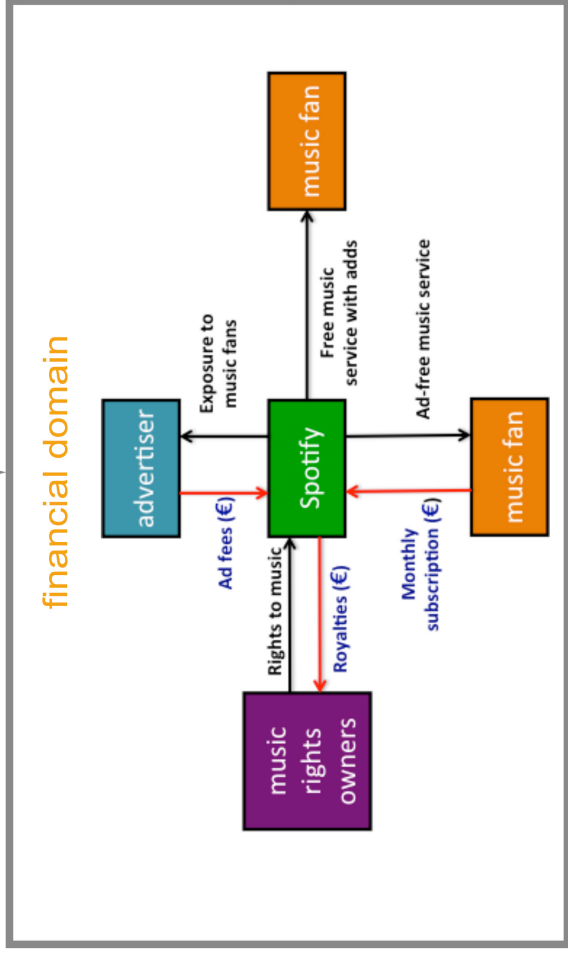 financial domain
advertiser
Exposure to
music fans
Ad fees (€)
music
rights
owners
Rights to music
Royalties (€)
Spotify
Free music
service with adds
music fan
Monthly
subscription (€)
Ad-free music service
music fan